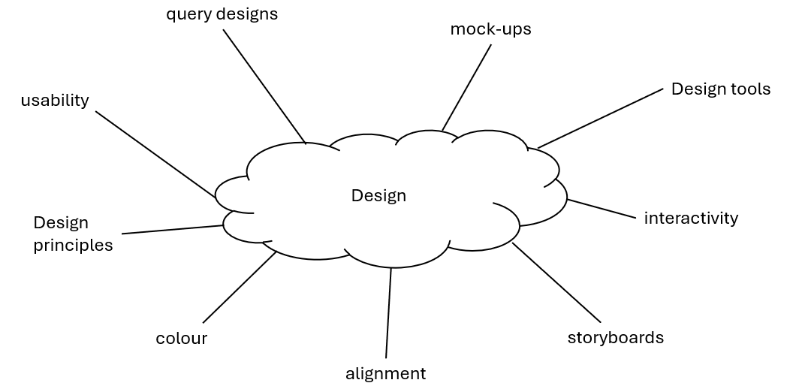 query designs
mock-ups
Design tools
usability
Design
interactivity
Design
principles
storyboards
colour
alignment